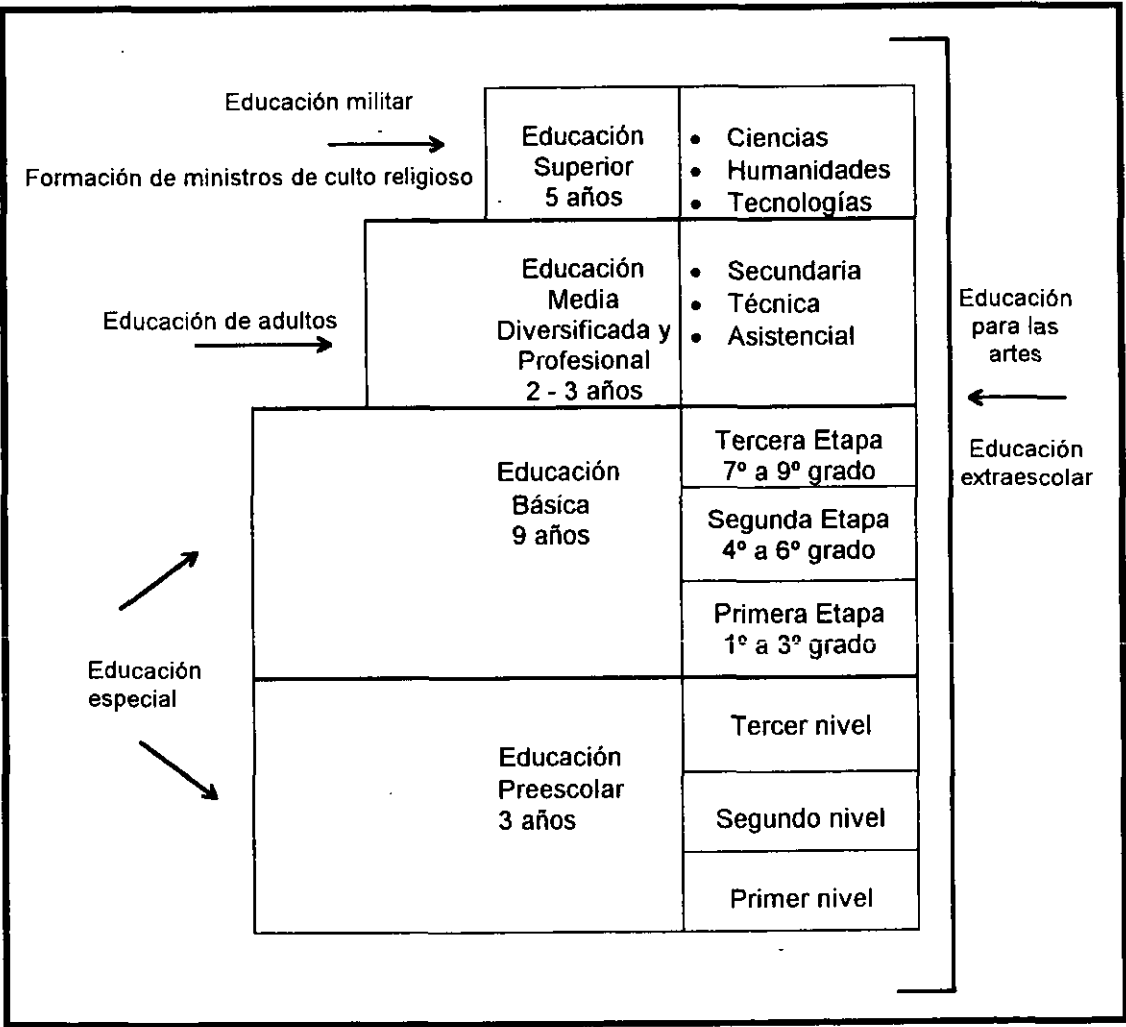 Educación militar
Formación de ministros de culto religioso
Educación
Superior
5 años
• Ciencias
• Humanidades
• Tecnologías
Educación de adultos
Educación
Media
Diversificada y
Profesional
2 - 3 años
• Secundaria
• Técnica
• Asistencial
Educación
para las
artes
Educación
extraescolar
Educación
Básica
9 años
Tercera Etapa
7º a 9º grado
Segunda Etapa
4º a 6º grado
Primera Etapa
1º a 3º grado
Educación
especial
Educación
Preescolar
3 años
Tercer nivel
Segundo nivel
Primer nivel